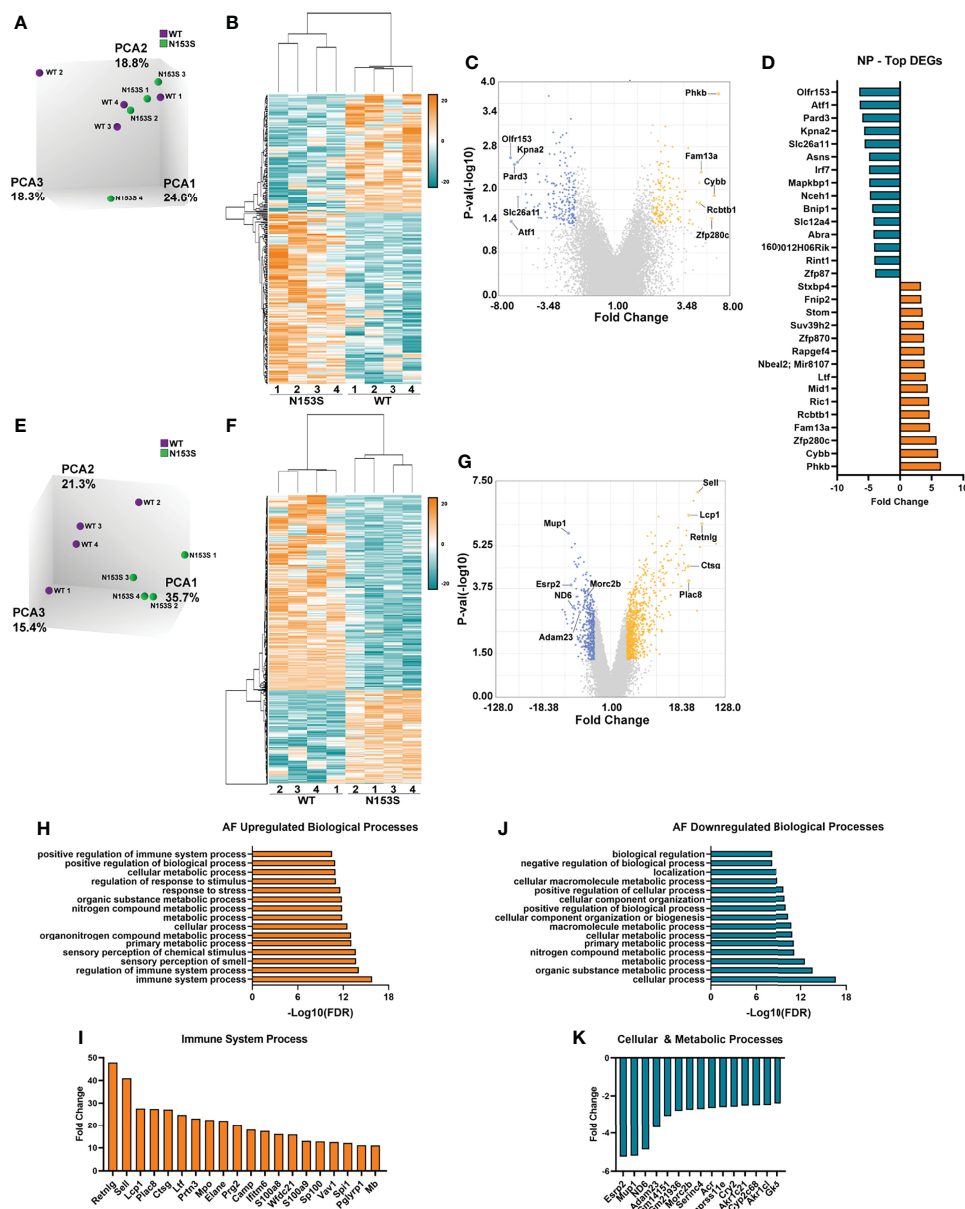 A
WT
N153S
PCA2
18.8%
WT 2
N153S 3
N153S 1
WT 4
WT 1
N153S 2
WT 3
PCA3
18.3%
PCA1
24.6%
N153S 4
B
20
0
-20
1 2 3 4 1 2 3 4
N153S WT
C
P-val(-log10)
4.0
3.4
2.8
2.0
1.4
0.8
0.0
Phkb
Olfr153
Kpna2
Pard3
Fam13a
Cybb
Slc26a11
Rcbtb1
Atf1
Zfp280c
-8.00 -3.48 1.00 3.48 8.00
Fold Change
D
NP - Top DEGs
Olfr153
Atf1
Pard3
Kpna2
Slc26a11
Asns
Irf7
Mapkbp1
Nceh1
Bnip1
Slc12a4
Abra
1600012H06Rik
Rint1
Zfp87
Stxbp4
Fnip2
Stom
Suv39h2
Zfp870
Rapgef4
Nbeal2; Mir8107
Ltf
Mid1
Ric1
Rcbtb1
Fam13a
Zfp280c
Cybb
Phkb
-10 -5 0 5 10
Fold Change
E
WT
N153S
PCA2
21.3%
WT 2
WT 3
WT 4
N153S 1
N153S 3
PCA1
35.7%
WT 1
N153S 4
N153S 2
PCA3
15.4%
F
20
0
-20
2 3 4 1 2 1 3 4
WT N153S
G
P-val(-log10)
7.50
5.25
3.75
1.50
0.00
Sell
Lcp1
Mup1
Retnlg
Ctsg
Esrp2
Morc2b
ND6
Plac8
Adam23
-128.0 -18.38 1.00 18.38 128.0
Fold Change
H
AF Upregulated Biological Processes
positive regulation of immune system process
positive regulation of biological process
cellular metabolic process
regulation of response to stimulus
response to stress
organic substance metabolic process
nitrogen compound metabolic process
metabolic process
cellular process
organonitrogen compound metabolic process
primary metabolic process
sensory perception of chemical stimulus
sensory perception of smell
regulation of immune system process
immune system process
0 6 12 18
-Log10(FDR)
J
AF Downregulated Biological Processes
biological regulation
negative regulation of biological process
localization
cellular macromolecule metabolic process
positive regulation of cellular process
cellular component organization
positive regulation of biological process
cellular component organization or biogenesis
macromolecule metabolic process
cellular metabolic process
primary metabolic process
nitrogen compound metabolic process
metabolic process
organic substance metabolic process
cellular process
0 6 12 18
-Log10(FDR)
I
Immune System Process
Fold Change
50
40
30
20
10
0
Retnlg Sell Lcp1 Plac8 Ctsg Ltf Prtn3 Mpo Elane Prg2 Camp Ifitm6 S100a8 Wfdc21 S100a9 Sp100 Vav1 Spi1 Pglyrp1 Mb
K
Cellular & Metabolic Processes
Fold Change
0
-2
-4
-6
Esrp2 Mup1 ND6 Adam23 Morc2b Serinc4 Acr Cry2 Akr1c21 Cyp2c68 Akr1cl Gk5